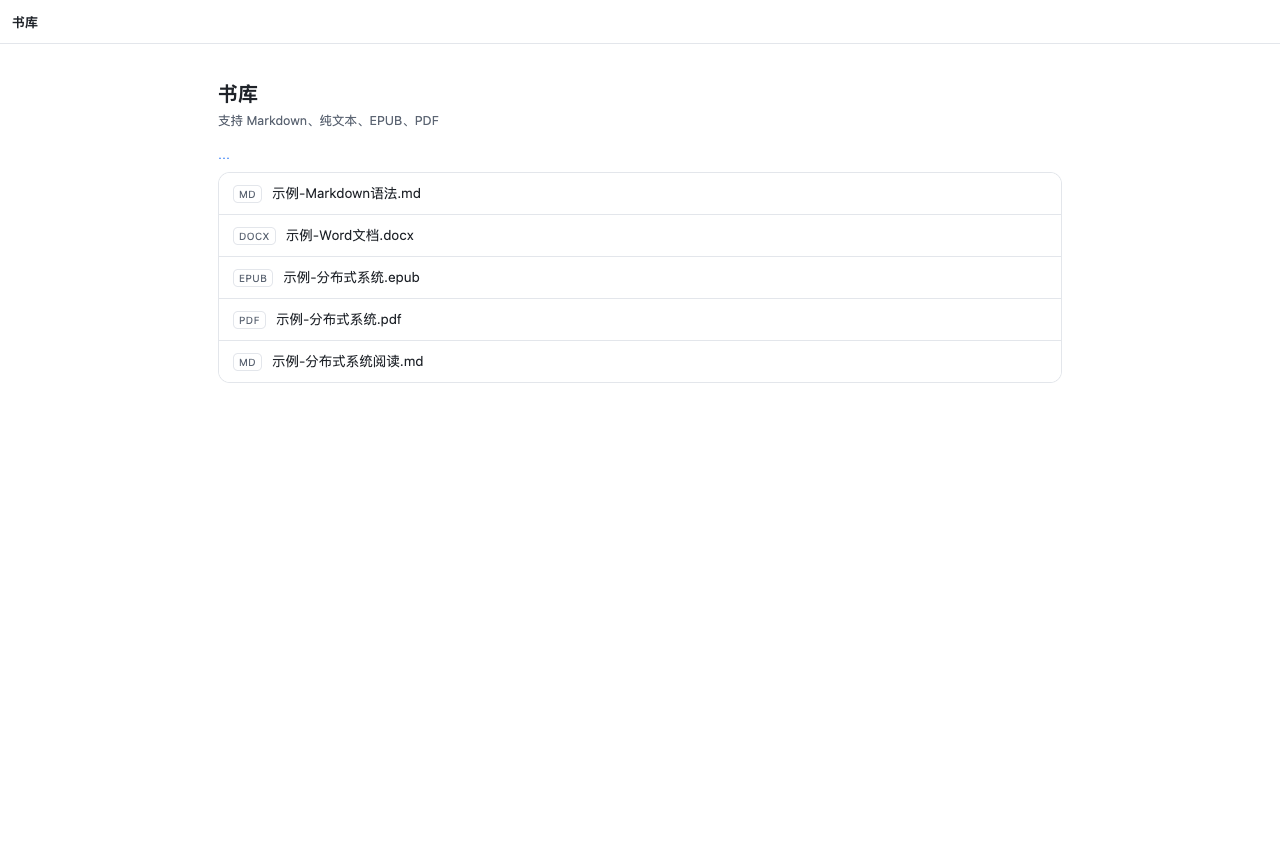 书库
书库
支持 Markdown、纯文本、EPUB、PDF
...
MD 示例-Markdown语法.md
DOCX 示例-Word文档.docx
EPUB 示例-分布式系统.epub
PDF 示例-分布式系统.pdf
MD 示例-分布式系统阅读.md